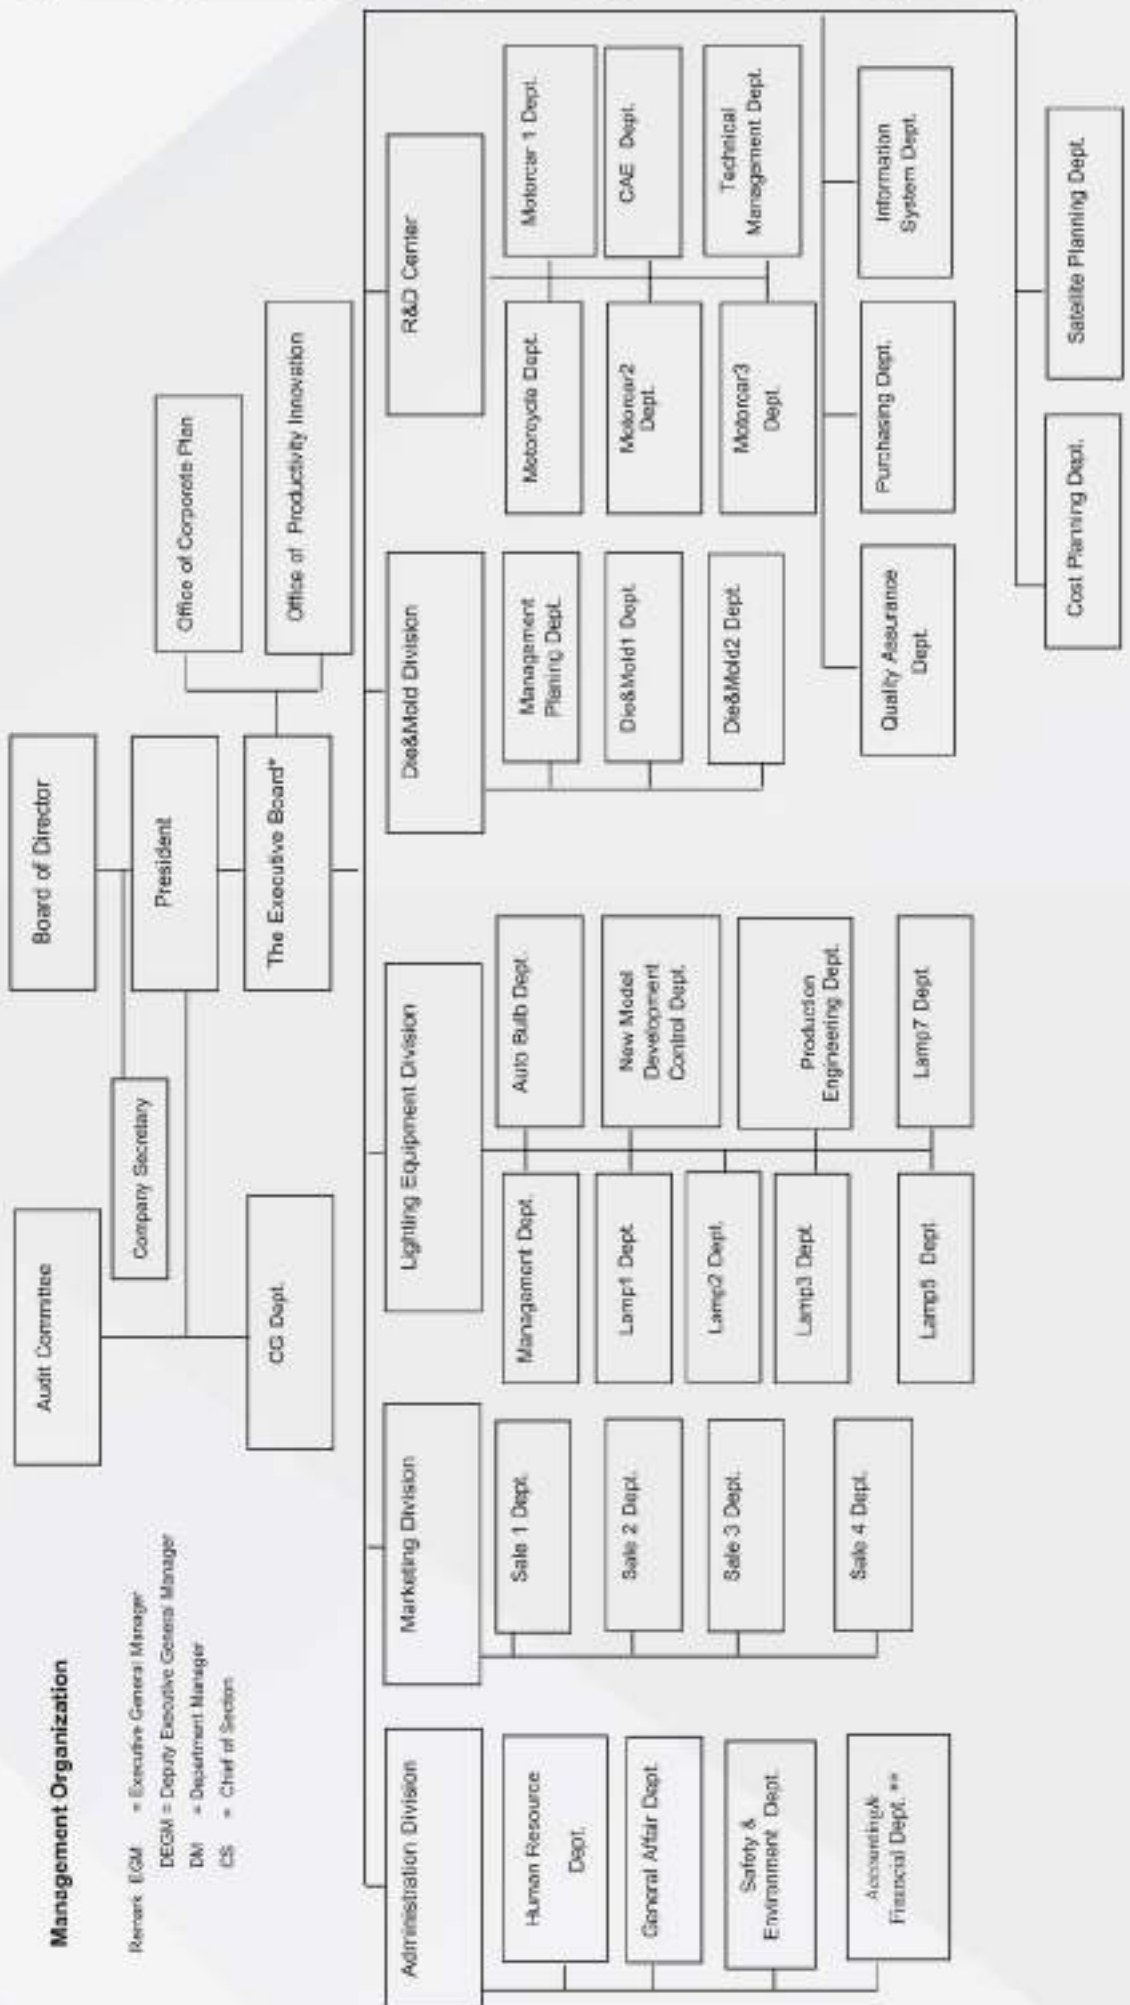 Management Organization
Remark EGM = Executive General Manager
DEGM = Deputy Executive General Manager
DM = Department Manager
CS = Chief of Section
Board of Director
Audit Committee
Company Secretary
President
CG Dept.
The Executive Board*
Office of Corporate Plan
Office of Productivity Innovation
Administration Division
Marketing Division
Lighting Equipment Division
Die&Mold Division
R&D Center
Human Resource
Dept.
General Affair Dept.
Safety &
Environment Dept.
Accounting&
Financial Dept. **
Sale 1 Dept.
Sale 2 Dept.
Sale 3 Dept.
Sale 4 Dept.
Management Dept.
Auto Bulb Dept.
Lamp1 Dept.
New Model
Development
Control Dept.
Lamp2 Dept.
Lamp3 Dept.
Production
Engineering Dept.
Lamp5 Dept.
Lamp7 Dept.
Management
Planing Dept.
Die&Mold1 Dept.
Die&Mold2 Dept.
Motorcycle Dept.
Motorcar 1 Dept.
Motorcar2
Dept.
CAE Dept.
Motorcar3
Dept.
Technical
Management Dept.
Quality Assurance
Dept.
Purchasing Dept.
Information
System Dept.
Cost Planning Dept.
Satellite Planning Dept.